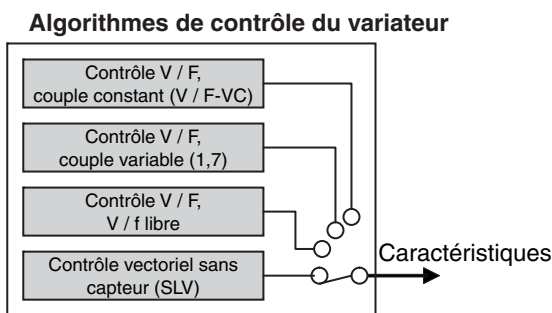 Algorithmes de contrôle du variateur
Contrôle V / F,
couple constant (V / F-VC)
Contrôle V / F,
couple variable (1,7)
Contrôle V / F,
V / f libre
Contrôle vectoriel sans
capteur (SLV)
Caractéristiques